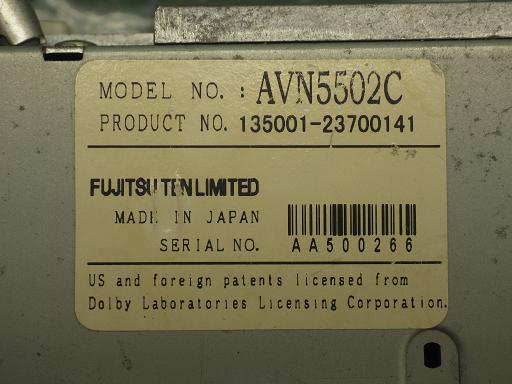 MODEL NO. : AVN5502C
PRODUCT NO. 135001-23700141
FUJITSU TEN LIMITED
MADE IN JAPAN
SERIAL NO. AA500266
US and foreign patents licensed from
Dolby Laboratories Licensing Corporation.